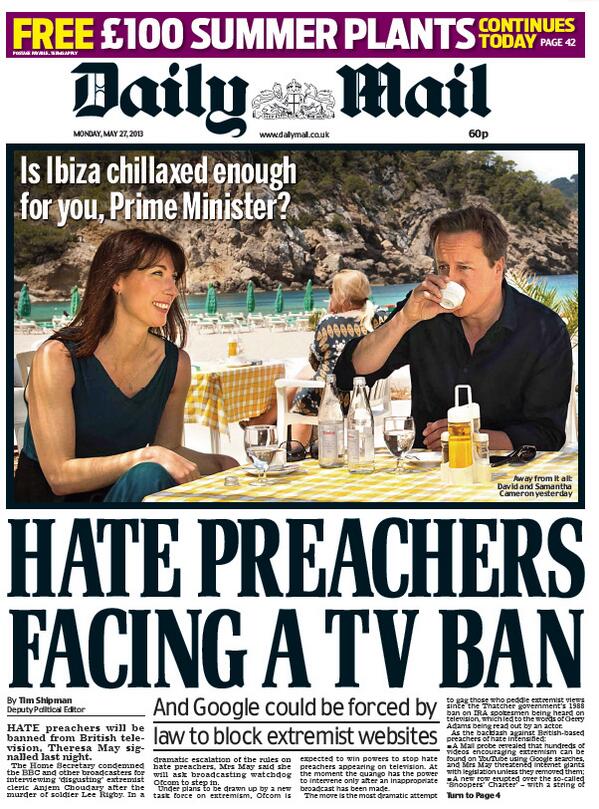 FREE £100 SUMMER PLANTS CONTINUES TODAY PAGE 42
POSTAGE PAYABLE. TERMS APPLY
Daily Mail
MONDAY, MAY 27, 2013
www.dailymail.co.uk
60p
Is Ibiza chillaxed enough
for you, Prime Minister?
Away from it all:
David and Samantha
Cameron yesterday
HATE PREACHERS
FACING A TV BAN
By Tim Shipman
Deputy Political Editor
HATE preachers will be
banned from British tele-
vision, Theresa May sig-
nalled last night.
The Home Secretary condemned
the BBC and other broadcasters for
interviewing 'disgusting' extremist
cleric Anjem Choudary after the
murder of soldier Lee Rigby. In a
And Google could be forced by
law to block extremist websites
dramatic escalation of the rules on
hate preachers, Mrs May said she
will ask broadcasting watchdog
Ofcom to step in.
Under plans to be drawn up by a new
task force on extremism, Ofcom is
expected to win powers to stop hate
preachers appearing on television. At
the moment the quango has the power
to intervene only after an inappropriate
broadcast has been made.
The move is the most dramatic attempt
to gag those who peddle extremist views
since the Thatcher government's 1988
ban on IRA spokesmen being heard on
television, which led to the words of Gerry
Adams being read out by an actor.
As the backlash against British-based
preachers of hate intensified:
■ A Mail probe revealed that hundreds of
videos encouraging extremism can be
found on YouTube using Google searches,
and Mrs May threatened internet giants
with legislation unless they removed them;
■ A new row erupted over the so-called
'Snoopers' Charter' – with a string of
Turn to Page 4